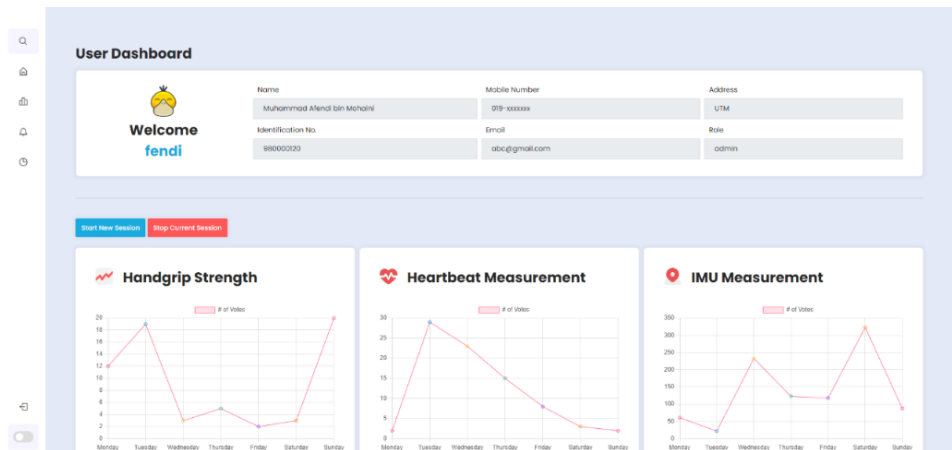 User Dashboard
Welcome
fendi
Name
Muhammad Afendi bin Mohaini
Mobile Number
019-xxxxxxx
Address
UTM
Identification No.
Email
abc@gmail.com
Role
admin
Start New Session
Stop Current Session
Handgrip Strength
# of Votes
20
18
16
14
12
10
8
6
4
2
0
Monday Tuesday Wednesday Thursday Friday Saturday Sunday
Heartbeat Measurement
# of Votes
30
25
20
15
10
5
0
Monday Tuesday Wednesday Thursday Friday Saturday Sunday
IMU Measurement
# of Votes
350
300
250
200
150
100
50
0
Monday Tuesday Wednesday Thursday Friday Saturday Sunday